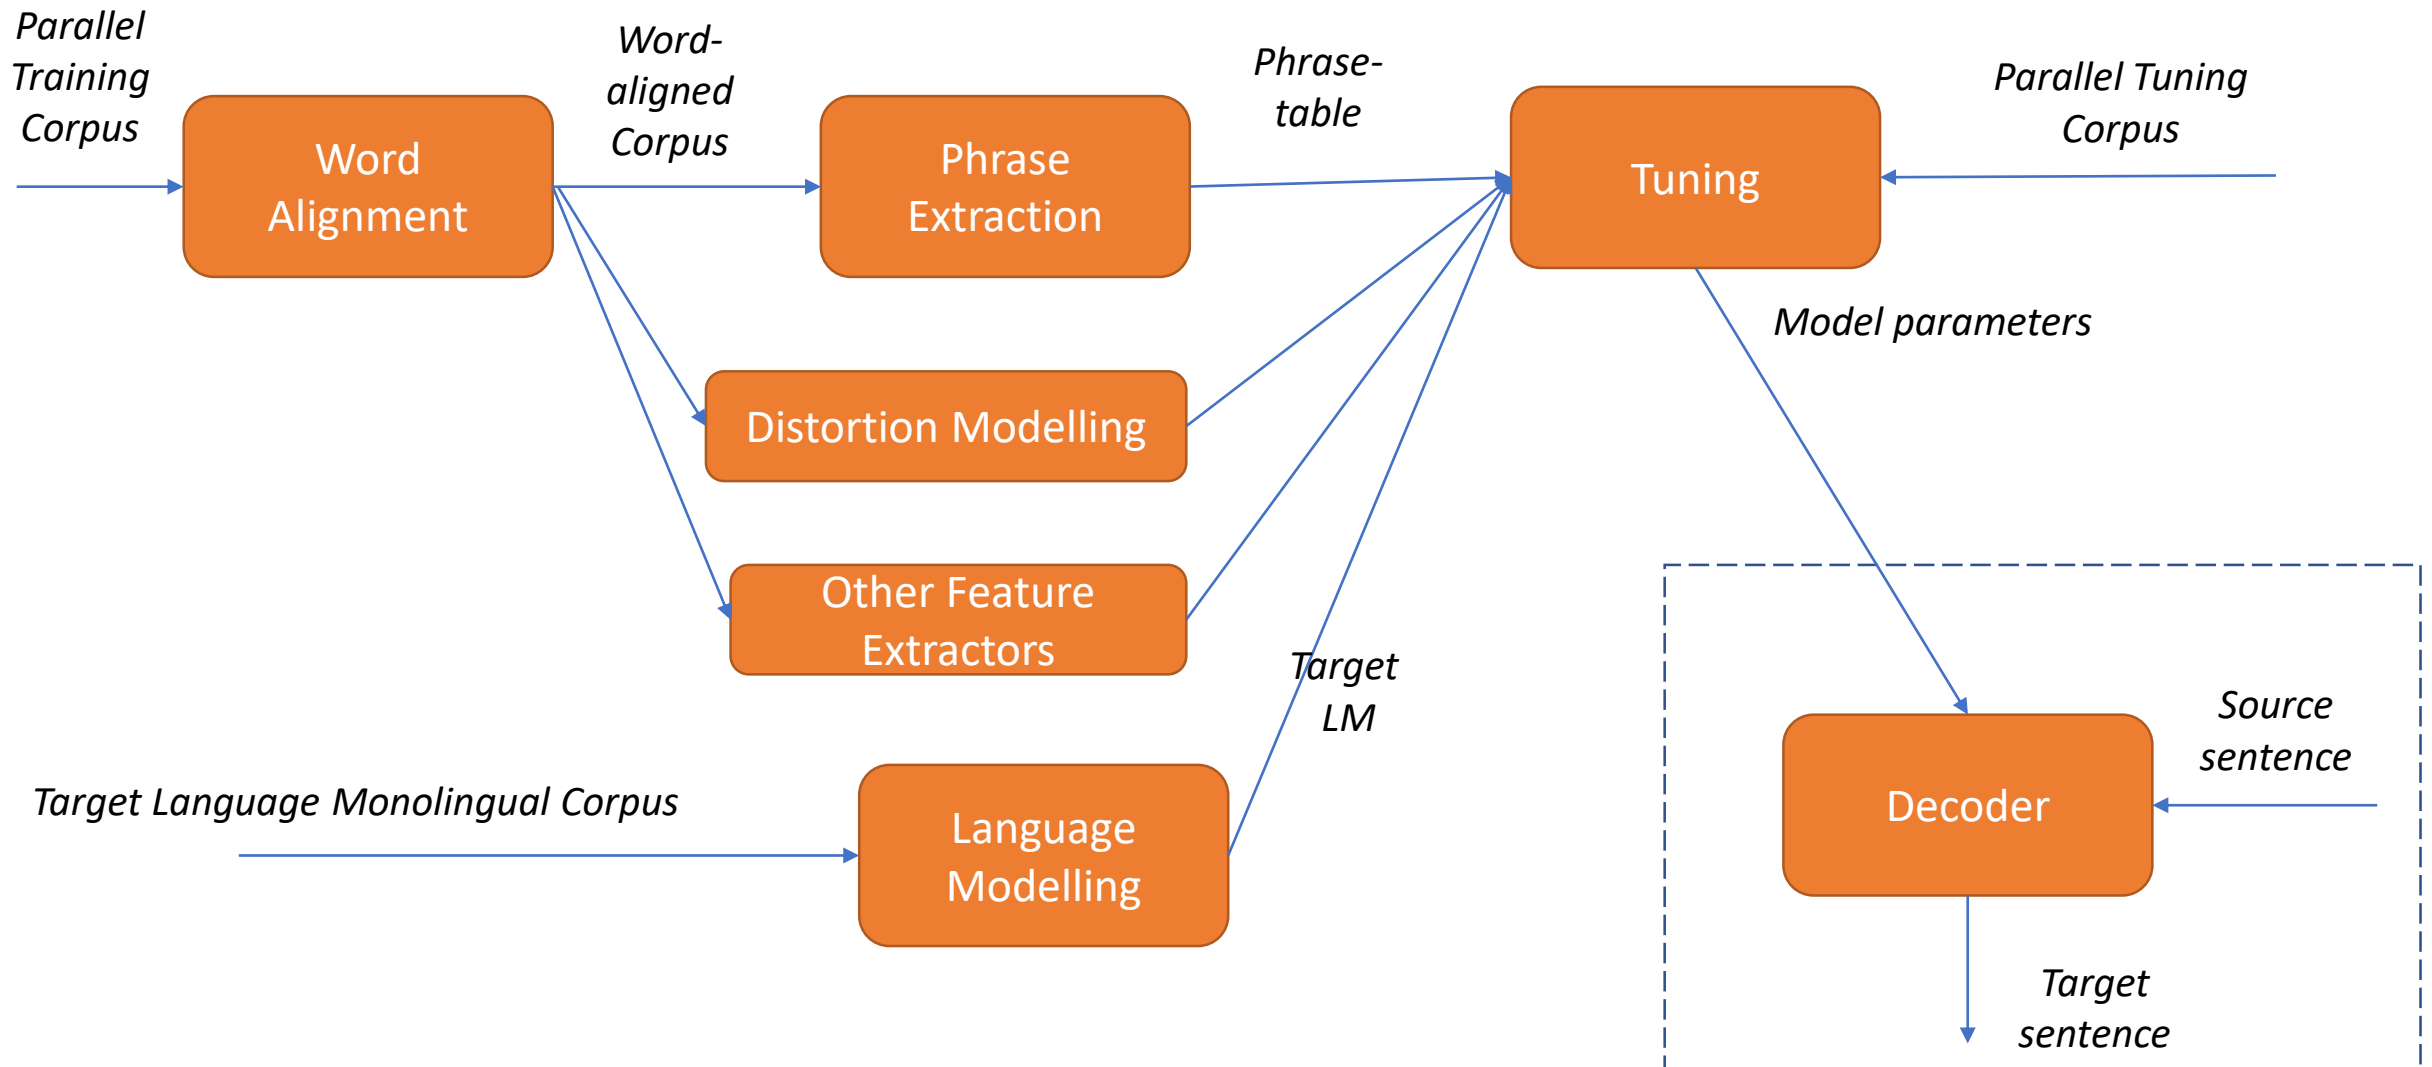 Parallel
Training
Corpus
Word
Alignment
Word-
aligned
Corpus
Phrase
Extraction
Phrase-
table
Tuning
Parallel Tuning
Corpus
Model parameters
Distortion Modelling
Other Feature
Extractors
Target
LM
Target Language Monolingual Corpus
Language
Modelling
Decoder
Source
sentence
Target
sentence